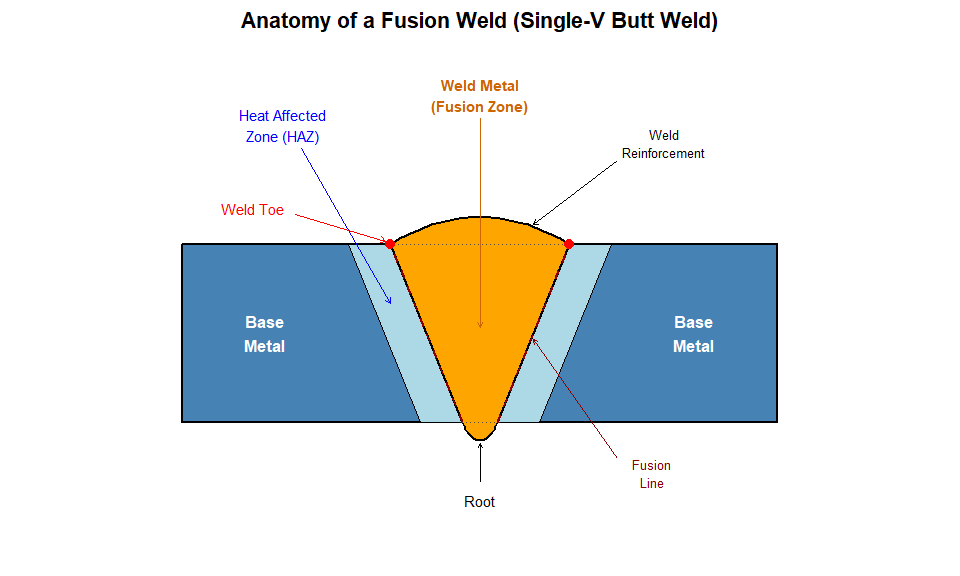 Anatomy of a Fusion Weld (Single-V Butt Weld)
Weld Metal
(Fusion Zone)
Heat Affected
Zone (HAZ)
Weld
Reinforcement
Weld Toe
Base
Metal
Base
Metal
Fusion
Line
Root